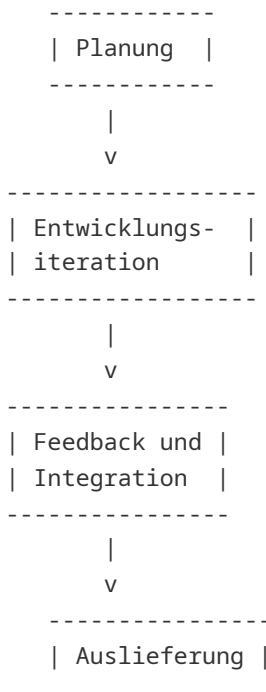 ------------
| Planung  |
------------
|
v
------------------
| Entwicklungs-  |
| iteration      |
------------------
|
v
----------------
| Feedback und |
| Integration  |
----------------
|
v
----------------
| Auslieferung |